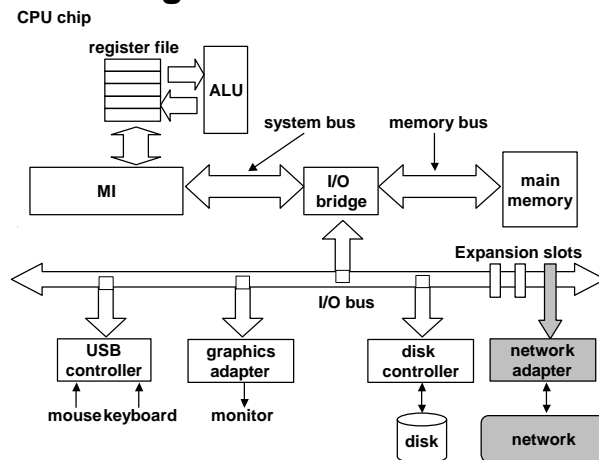 CPU chip
register file
ALU
system bus
memory bus
MI
I/O
bridge
main
memory
Expansion slots
I/O bus
USB
controller
graphics
adapter
disk
controller
network
adapter
mouse keyboard
monitor
disk
network